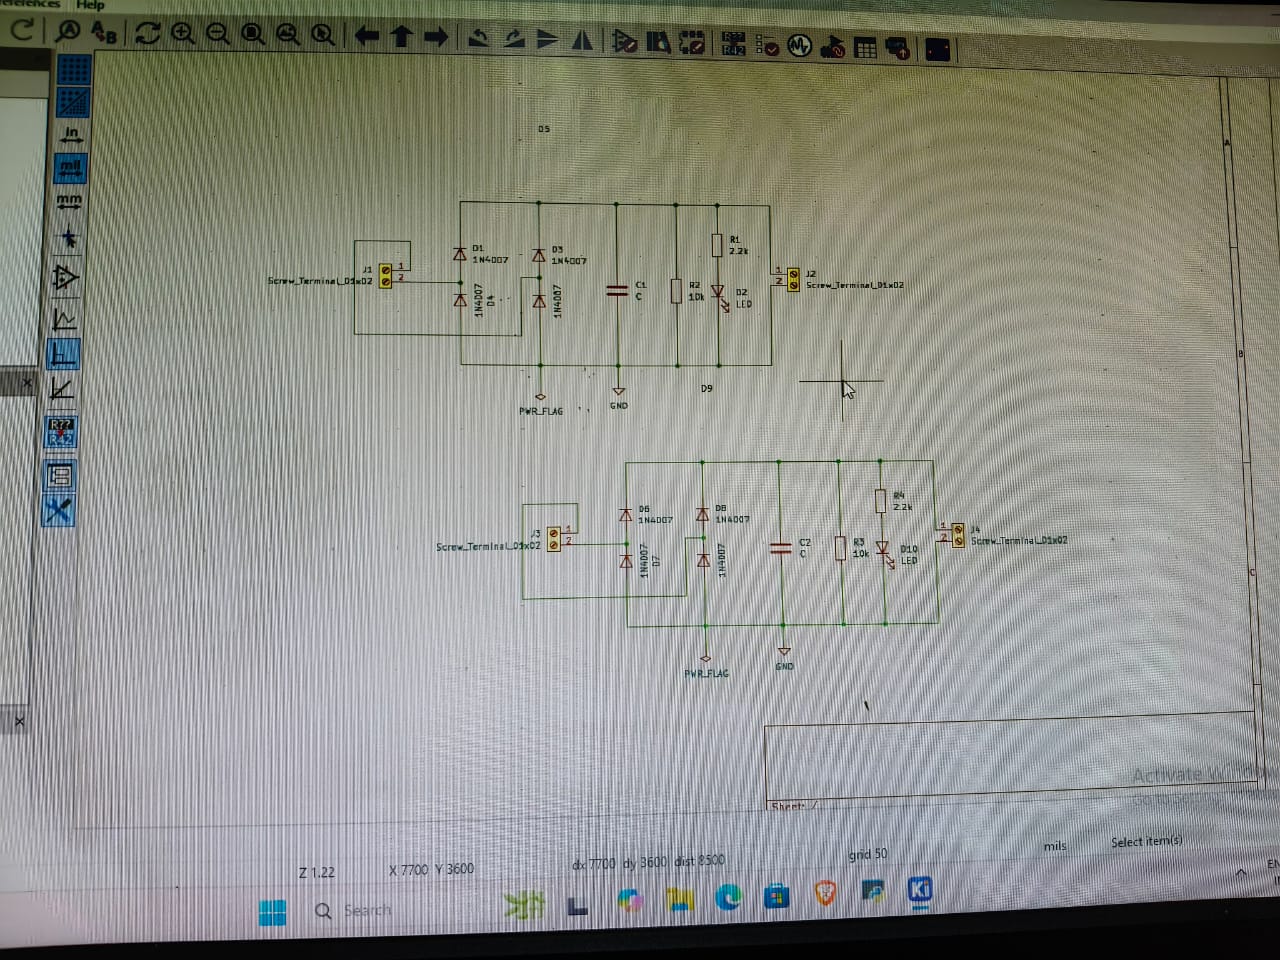 Help
in
mil
mm
R??
R42
D5
D1
1N4007
D3
1N4007
J1
1
2
Screw_Terminal_01x02
1N4007
D4
1N4007
C1
C
R2
10k
R1
2.2k
D2
LED
1
2
J2
Screw_Terminal_01x02
PWR_FLAG
GND
D9
D6
1N4007
D8
1N4007
J3
1
2
Screw_Terminal_01x02
1N4007
D7
1N4007
C2
C
R3
10k
R4
2.2k
D10
LED
1
2
J4
Screw_Terminal_01x02
PWR_FLAG
GND
A
B
C
Sheet: /
Activate
Z 1.22
X 7700 Y 3600
dx 7700 dy 3600 dist 8500
grid 50
mils
Select item(s)
Search
Ki
EN